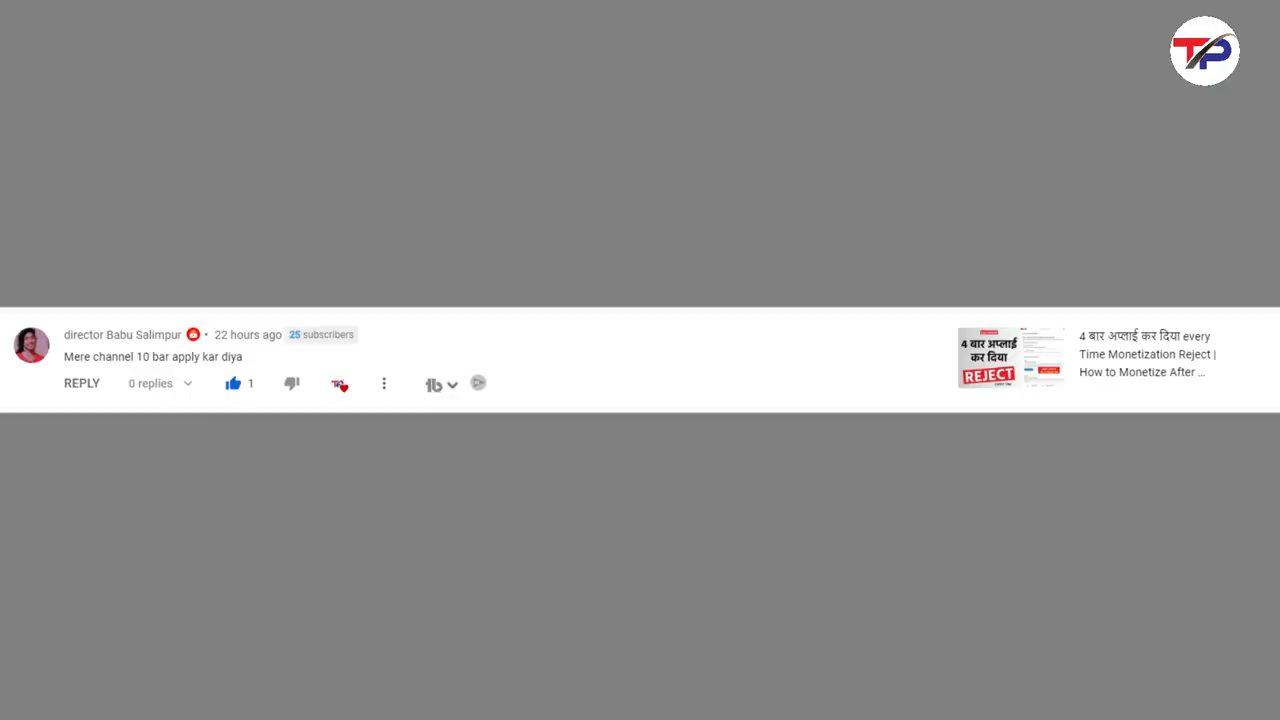 TP
director Babu Salimpur • 22 hours ago 25 subscribers
Mere channel 10 bar apply kar diya
REPLY 0 replies 1
4 बार अप्लाई
कर दिया
REJECT
4 बार अप्लाई कर दिया every
Time Monetization Reject |
How to Monetize After ...